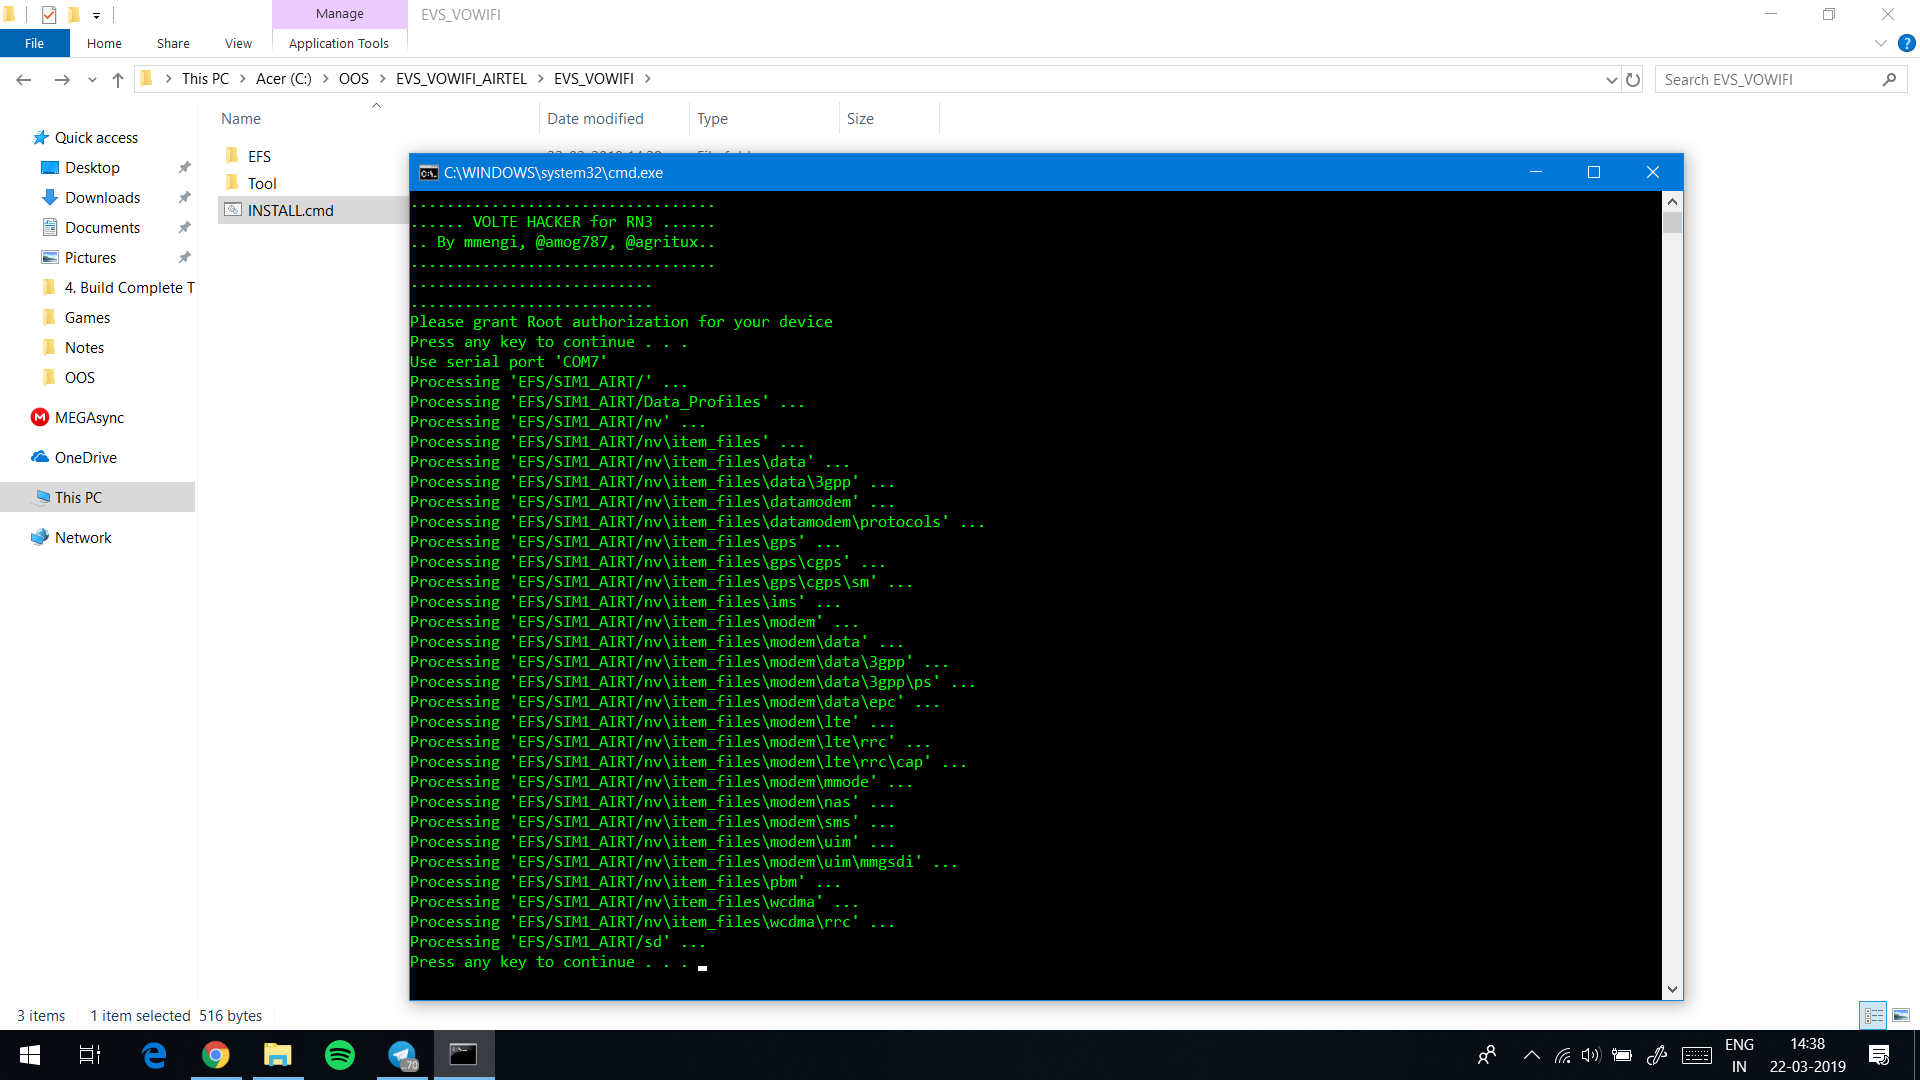 Manage
EVS_VOWIFI
File
Home
Share
View
Application Tools
This PC
Acer (C:)
OOS
EVS_VOWIFI_AIRTEL
EVS_VOWIFI
Search EVS_VOWIFI
Name
Date modified
Type
Size
Quick access
Desktop
Downloads
Documents
Pictures
4. Build Complete T
Games
Notes
OOS
MEGAsync
OneDrive
This PC
Network
EFS
Tool
INSTALL.cmd
C:\WINDOWS\system32\cmd.exe
..................................
...... VOLTE HACKER for RN3 ......
.. By mmengi, @amog787, @agritux..
..................................
...........................
...........................
Please grant Root authorization for your device
Press any key to continue . . .
Use serial port 'COM7'
Processing 'EFS/SIM1_AIRT/' ...
Processing 'EFS/SIM1_AIRT/Data_Profiles' ...
Processing 'EFS/SIM1_AIRT/nv' ...
Processing 'EFS/SIM1_AIRT/nv\item_files' ...
Processing 'EFS/SIM1_AIRT/nv\item_files\data' ...
Processing 'EFS/SIM1_AIRT/nv\item_files\data\3gpp' ...
Processing 'EFS/SIM1_AIRT/nv\item_files\datamodem' ...
Processing 'EFS/SIM1_AIRT/nv\item_files\datamodem\protocols' ...
Processing 'EFS/SIM1_AIRT/nv\item_files\gps' ...
Processing 'EFS/SIM1_AIRT/nv\item_files\gps\cgps' ...
Processing 'EFS/SIM1_AIRT/nv\item_files\gps\cgps\sm' ...
Processing 'EFS/SIM1_AIRT/nv\item_files\ims' ...
Processing 'EFS/SIM1_AIRT/nv\item_files\modem' ...
Processing 'EFS/SIM1_AIRT/nv\item_files\modem\data' ...
Processing 'EFS/SIM1_AIRT/nv\item_files\modem\data\3gpp' ...
Processing 'EFS/SIM1_AIRT/nv\item_files\modem\data\3gpp\ps' ...
Processing 'EFS/SIM1_AIRT/nv\item_files\modem\data\epc' ...
Processing 'EFS/SIM1_AIRT/nv\item_files\modem\lte' ...
Processing 'EFS/SIM1_AIRT/nv\item_files\modem\lte\rrc' ...
Processing 'EFS/SIM1_AIRT/nv\item_files\modem\lte\rrc\cap' ...
Processing 'EFS/SIM1_AIRT/nv\item_files\modem\mmode' ...
Processing 'EFS/SIM1_AIRT/nv\item_files\modem\nas' ...
Processing 'EFS/SIM1_AIRT/nv\item_files\modem\sms' ...
Processing 'EFS/SIM1_AIRT/nv\item_files\modem\uim' ...
Processing 'EFS/SIM1_AIRT/nv\item_files\modem\uim\mmgsdi' ...
Processing 'EFS/SIM1_AIRT/nv\item_files\pbm' ...
Processing 'EFS/SIM1_AIRT/nv\item_files\wcdma' ...
Processing 'EFS/SIM1_AIRT/nv\item_files\wcdma\rrc' ...
Processing 'EFS/SIM1_AIRT/sd' ...
Press any key to continue . . .
3 items
1 item selected 516 bytes
70
ENG
IN
14:38
22-03-2019